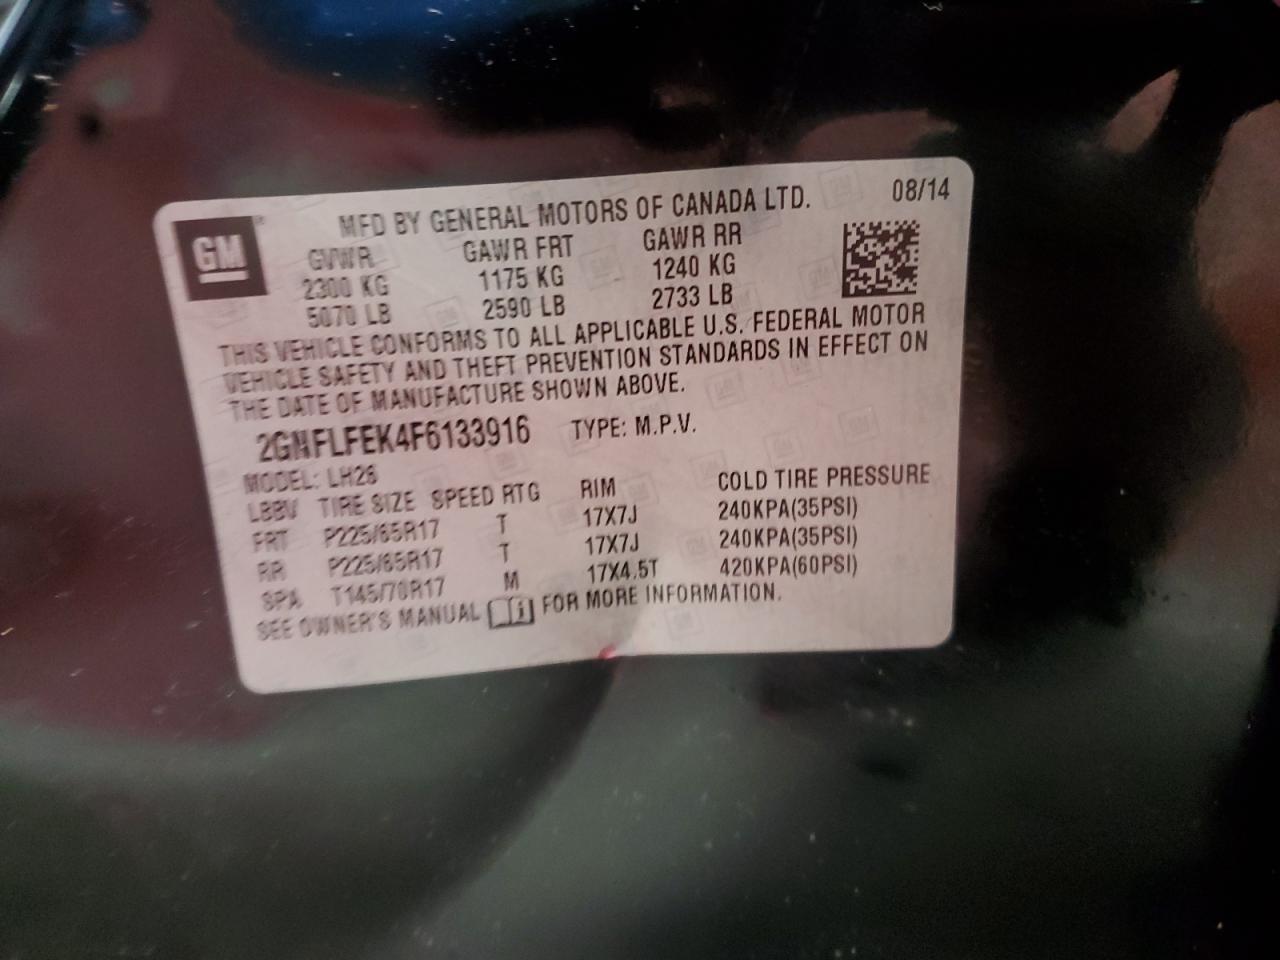 GM
MFD BY GENERAL MOTORS OF CANADA LTD. 08/14
GVWR GAWR FRT GAWR RR
2300 KG 1175 KG 1240 KG
5070 LB 2590 LB 2733 LB
THIS VEHICLE CONFORMS TO ALL APPLICABLE U.S. FEDERAL MOTOR
VEHICLE SAFETY AND THEFT PREVENTION STANDARDS IN EFFECT ON
THE DATE OF MANUFACTURE SHOWN ABOVE.
2GNFLFEK4F6133916 TYPE: M.P.V.
MODEL: LH26
LBBV TIRE SIZE SPEED RTG RIM COLD TIRE PRESSURE
FRT P225/65R17 T 17X7J 240KPA(35PSI)
RR P225/65R17 T 17X7J 240KPA(35PSI)
SPA T145/70R17 M 17X4.5T 420KPA(60PSI)
SEE OWNER'S MANUAL FOR MORE INFORMATION.